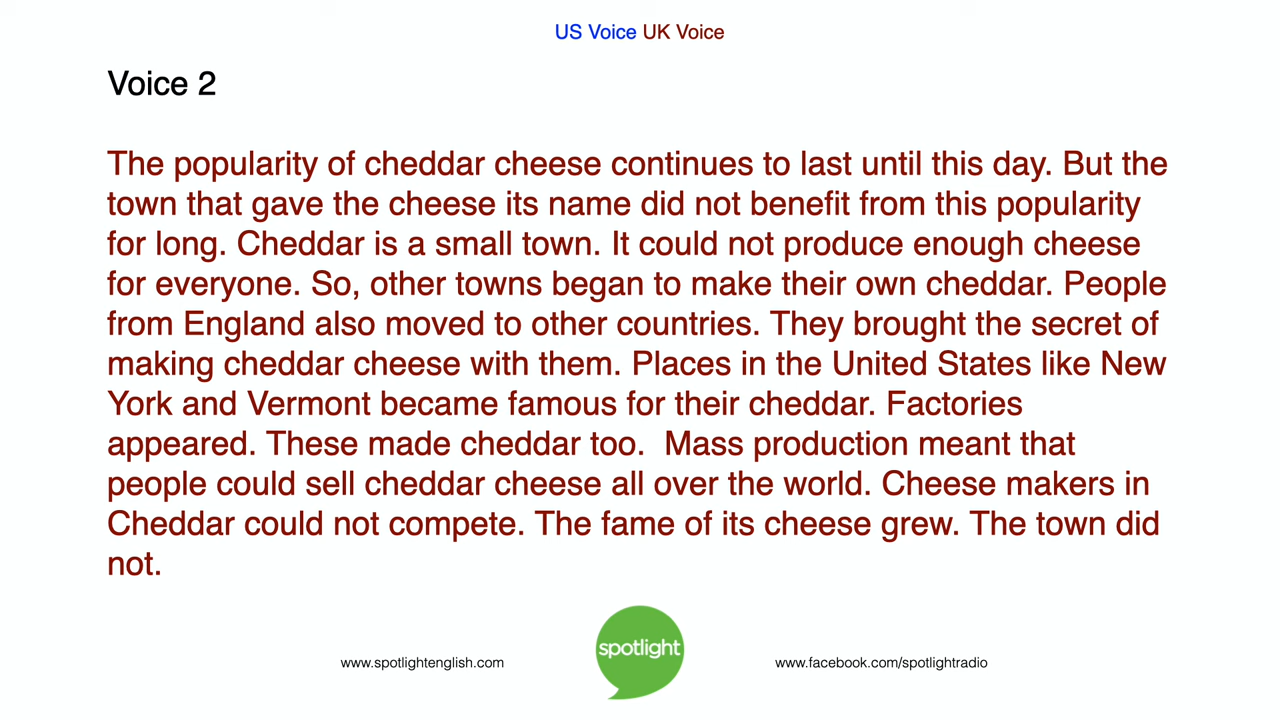 US Voice UK Voice
Voice 2
The popularity of cheddar cheese continues to last until this day. But the
town that gave the cheese its name did not benefit from this popularity
for long. Cheddar is a small town. It could not produce enough cheese
for everyone. So, other towns began to make their own cheddar. People
from England also moved to other countries. They brought the secret of
making cheddar cheese with them. Places in the United States like New
York and Vermont became famous for their cheddar. Factories
appeared. These made cheddar too.  Mass production meant that
people could sell cheddar cheese all over the world. Cheese makers in
Cheddar could not compete. The fame of its cheese grew. The town did
not.
www.spotlightenglish.com
spotlight
www.facebook.com/spotlightradio